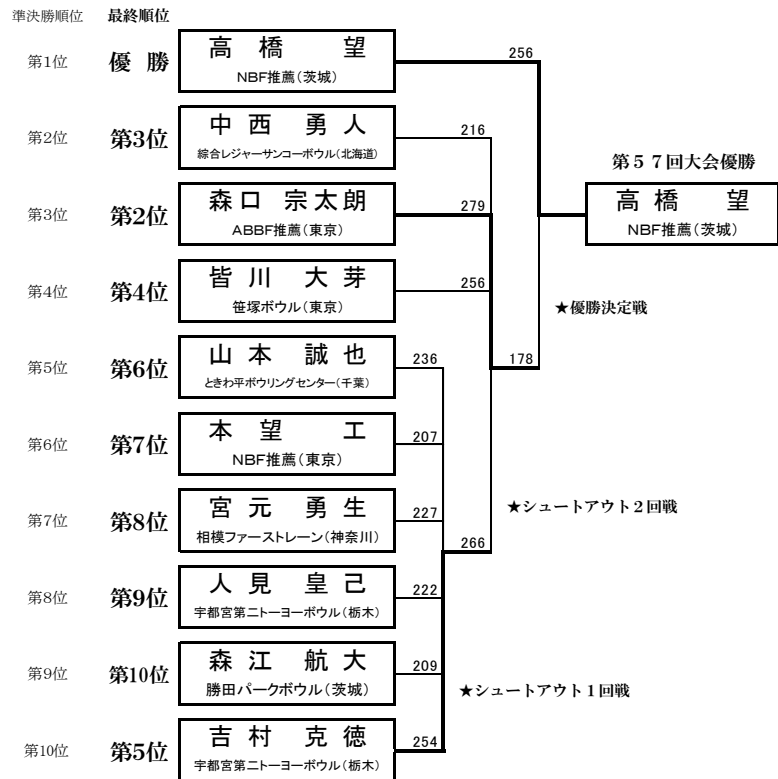 準決勝順位 最終順位
第1位 優勝 高橋 望 256
NBF推薦(茨城)
第2位 第3位 中西 勇人 216
綜合レジャーサンコーボウル(北海道)
第57回大会優勝
第3位 第2位 森口 宗太朗 279 高橋 望
ABBF推薦(東京) NBF推薦(茨城)
第4位 第4位 皆川 大芽 256
笹塚ボウル(東京) ★優勝決定戦
第5位 第6位 山本 誠也 236 178
ときわ平ボウリングセンター(千葉)
第6位 第7位 本望 工 207
NBF推薦(東京)
第7位 第8位 宮元 勇生 227 ★シュートアウト2回戦
相模ファーストレーン(神奈川) 266
第8位 第9位 人見 皇己 222
宇都宮第二トーヨーボウル(栃木)
第9位 第10位 森江 航大 209
勝田パークボウル(茨城) ★シュートアウト1回戦
第10位 第5位 吉村 克徳 254
宇都宮第二トーヨーボウル(栃木)